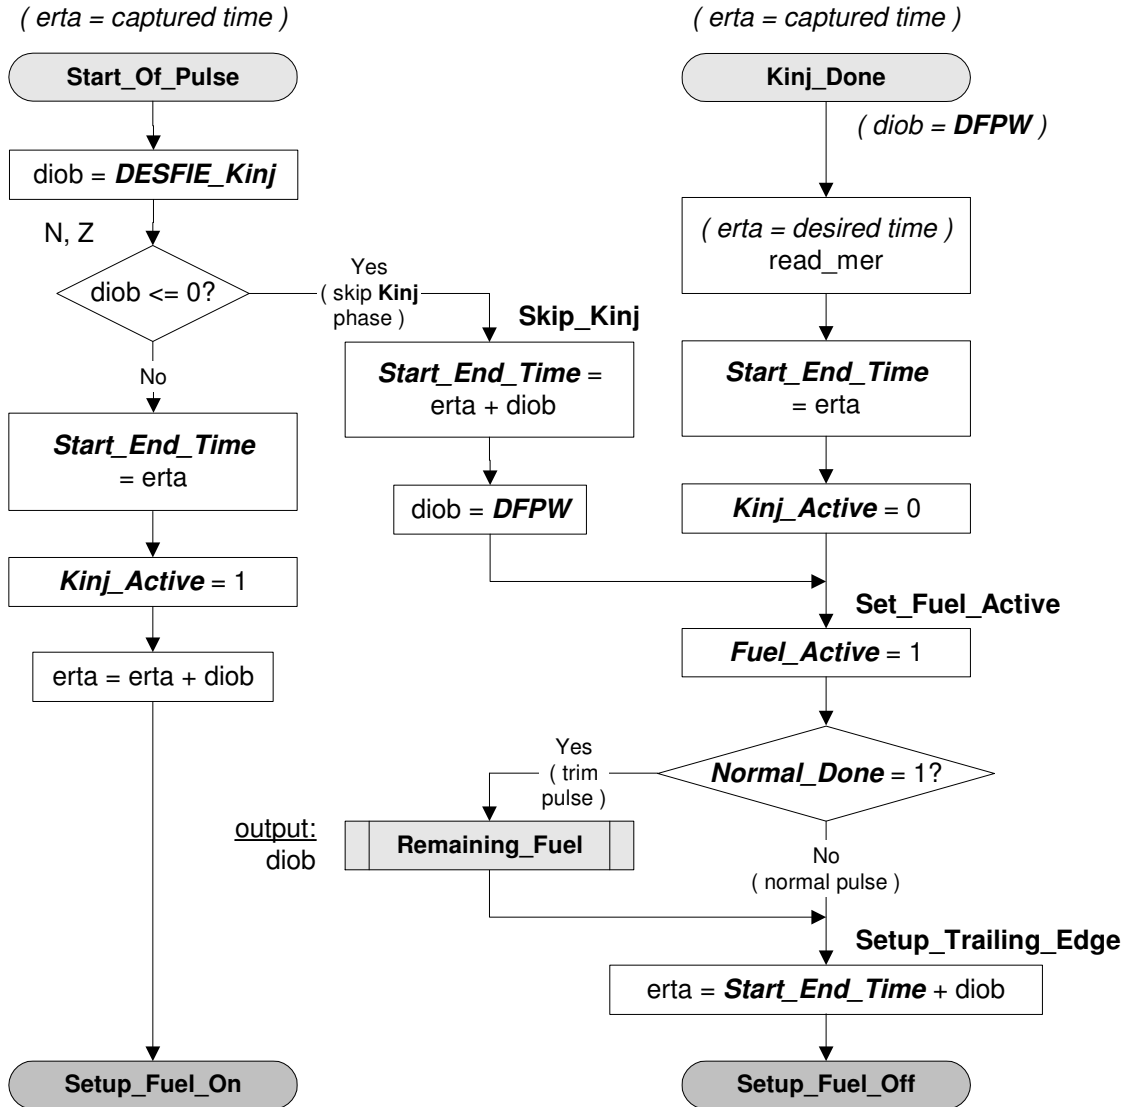 ( erta = captured time )
Start_Of_Pulse
diob = DESFIE_Kinj
N, Z
diob <= 0?
Yes
( skip Kinj
phase )
No
Start_End_Time
= erta
Kinj_Active = 1
erta = erta + diob
Setup_Fuel_On
Skip_Kinj
Start_End_Time =
erta + diob
diob = DFPW
( erta = captured time )
Kinj_Done
( diob = DFPW )
( erta = desired time )
read_mer
Start_End_Time
= erta
Kinj_Active = 0
Set_Fuel_Active
Fuel_Active = 1
Normal_Done = 1?
Yes
( trim
pulse )
output:
diob
Remaining_Fuel
No
( normal pulse )
Setup_Trailing_Edge
erta = Start_End_Time + diob
Setup_Fuel_Off